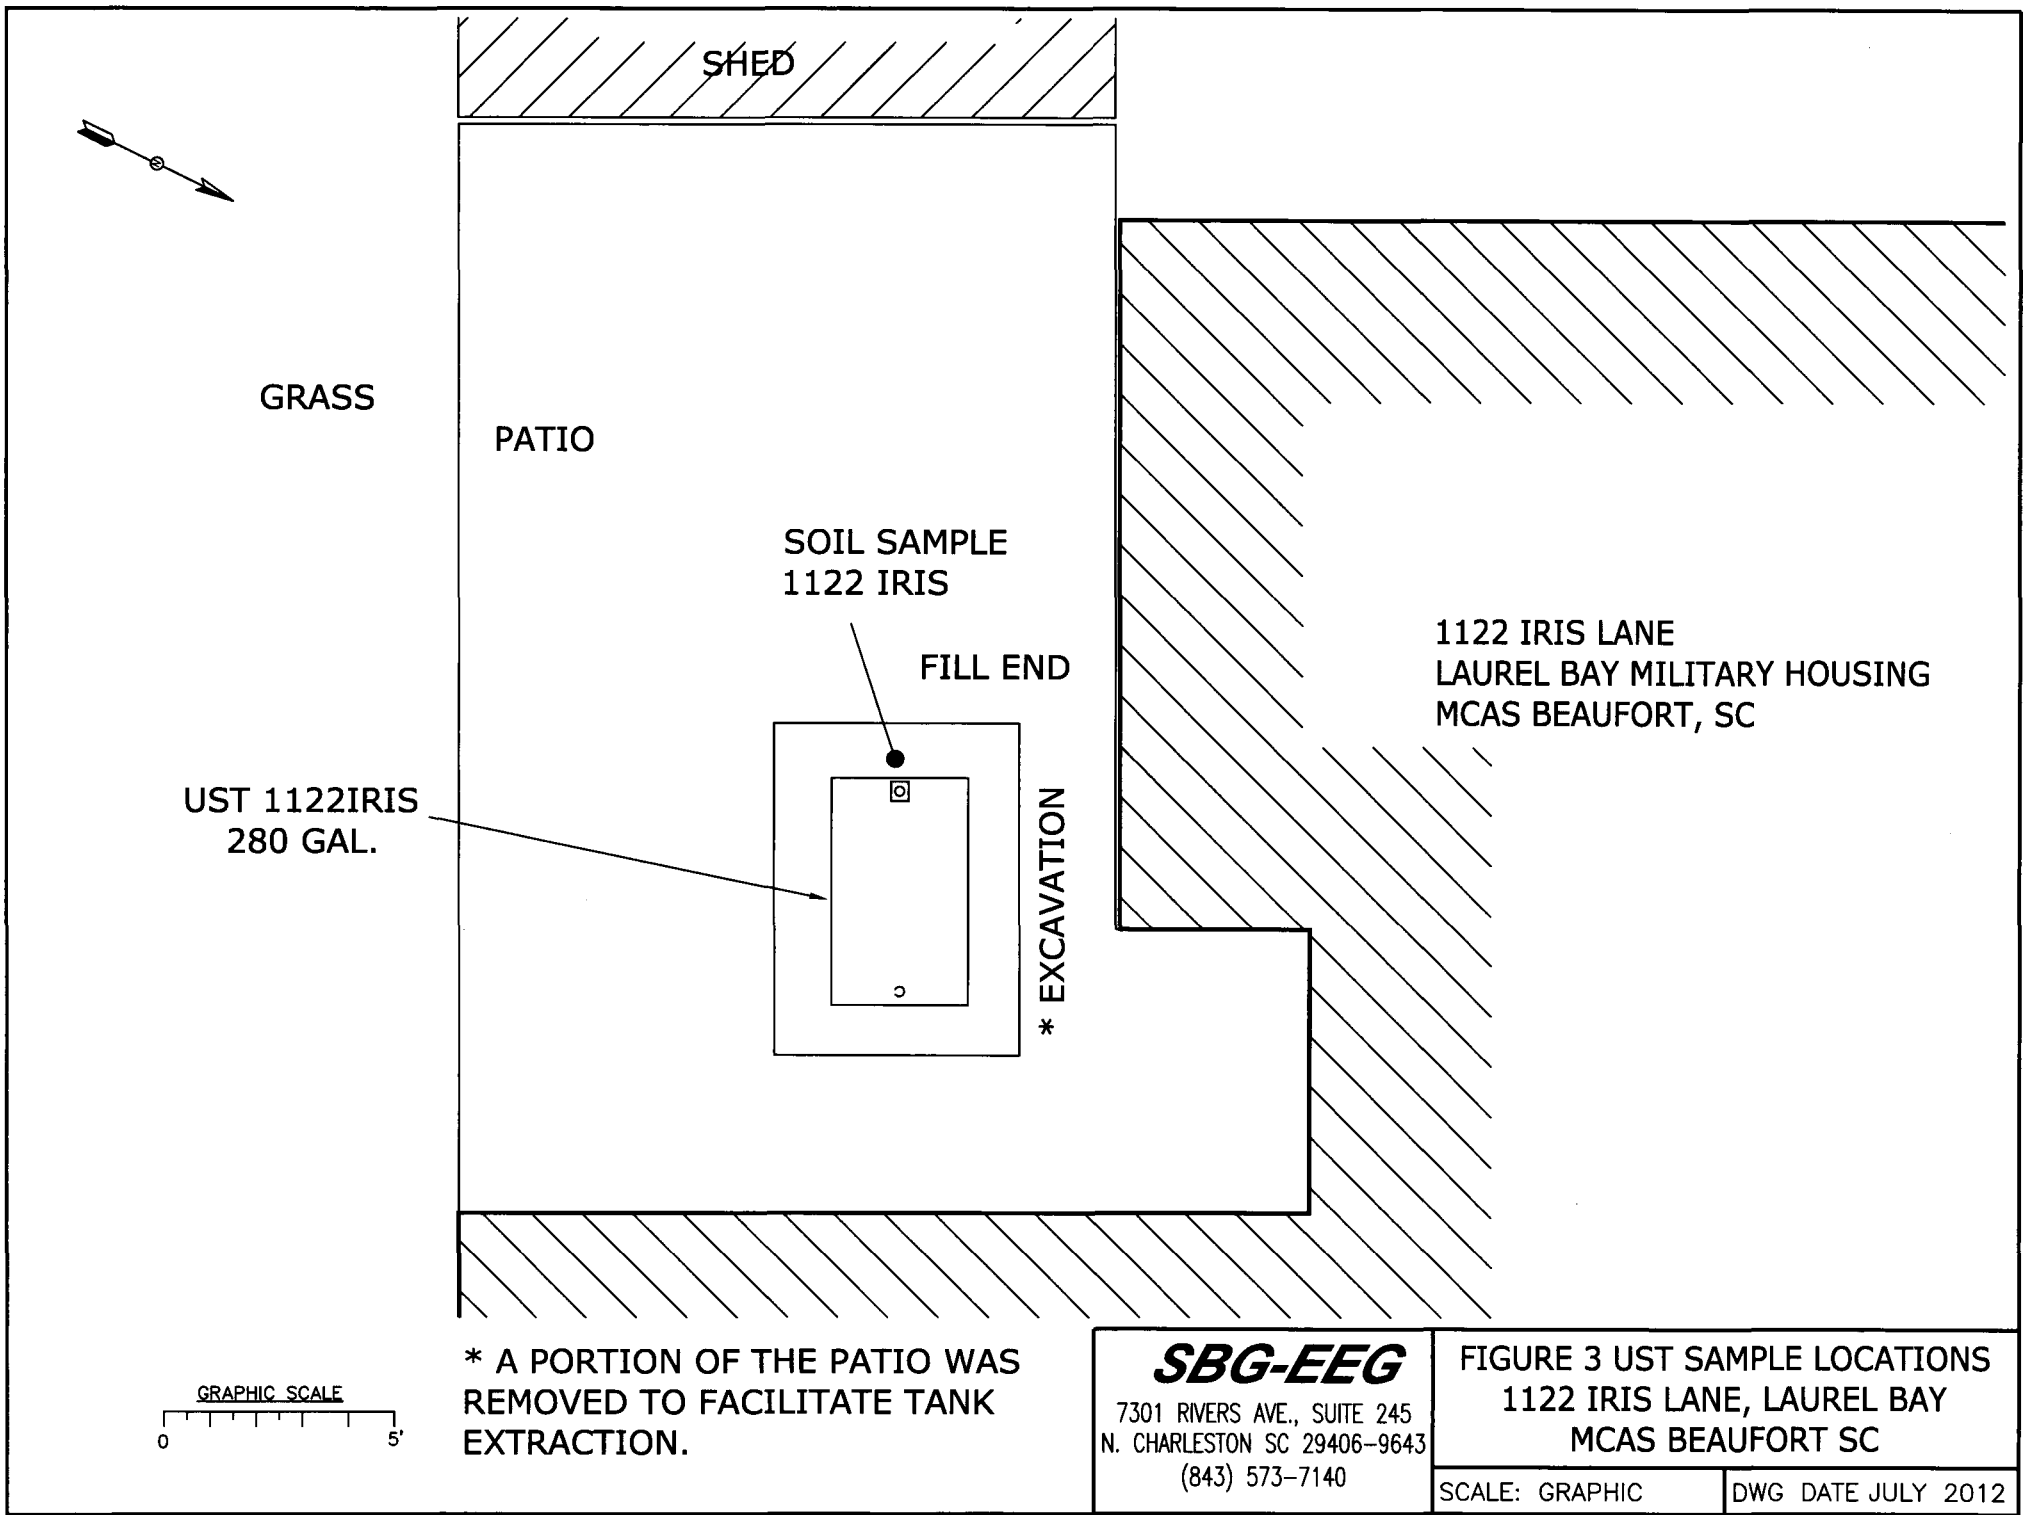 SHED
GRASS
PATIO
SOIL SAMPLE
1122 IRIS
FILL END
1122 IRIS LANE
LAUREL BAY MILITARY HOUSING
MCAS BEAUFORT, SC
UST 1122IRIS
280 GAL.
* EXCAVATION
GRAPHIC SCALE
0 5'
* A PORTION OF THE PATIO WAS
REMOVED TO FACILITATE TANK
EXTRACTION.
SBG-EEG
7301 RIVERS AVE., SUITE 245
N. CHARLESTON SC 29406-9643
(843) 573-7140
FIGURE 3 UST SAMPLE LOCATIONS
1122 IRIS LANE, LAUREL BAY
MCAS BEAUFORT SC
SCALE: GRAPHIC
DWG DATE JULY 2012